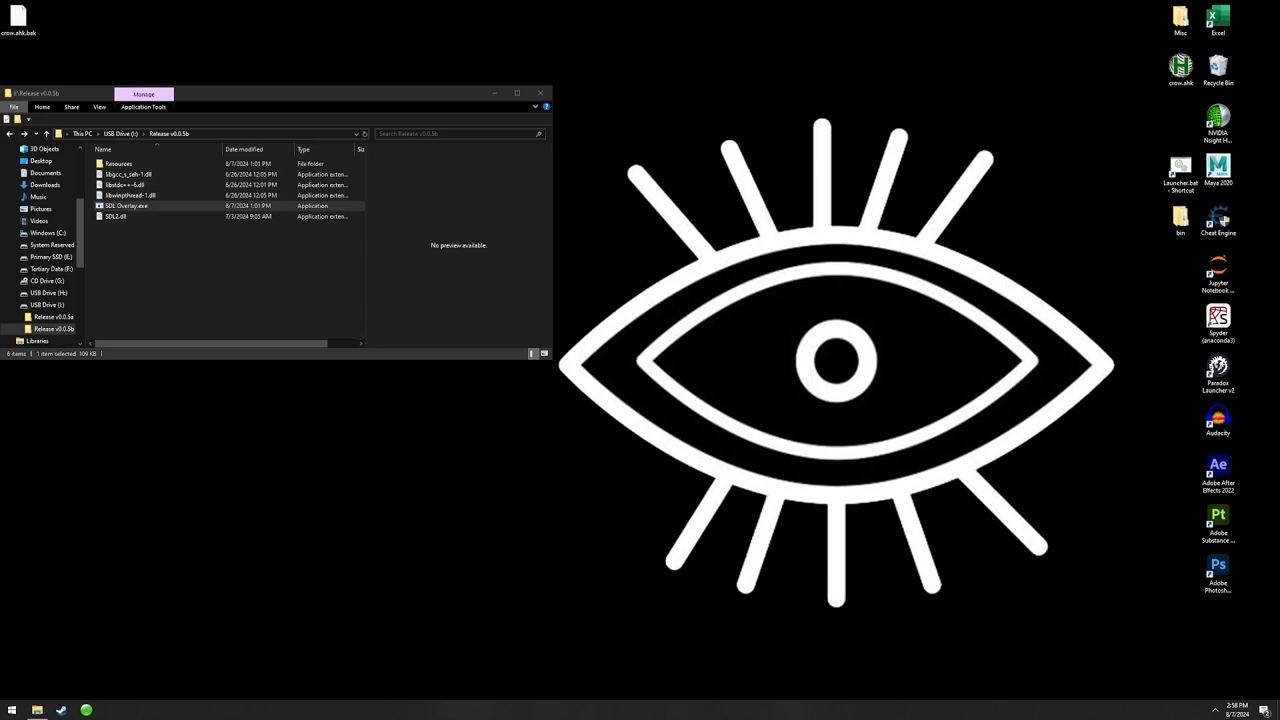 crow.ahk.bak
I:\Release v0.0.5b
Manage
File Home Share View Application Tools
This PC > USB Drive (I:) > Release v0.0.5b
Search Release v0.0.5b
Name Date modified Type Siz
3D Objects
Desktop
Documents
Downloads
Music
Pictures
Videos
Windows (C:)
System Reserved
Primary SSD (E:)
Tertiary Data (F:)
CD Drive (G:)
USB Drive (H:)
USB Drive (I:)
Release v0.0.5a
Release v0.0.5b
Libraries
Resources 8/7/2024 1:01 PM File folder
libgcc_s_seh-1.dll 6/26/2024 12:05 PM Application exten...
libstdc++-6.dll 6/26/2024 12:01 PM Application exten...
libwinpthread-1.dll 6/26/2024 12:05 PM Application exten...
SDL Overlay.exe 8/7/2024 1:01 PM Application
SDL2.dll 7/3/2024 9:05 AM Application exten...
No preview available.
6 items 1 item selected 109 KB
Misc
Excel
crow.ahk
Recycle Bin
NVIDIA
Nsight H...
Launcher.bat
- Shortcut
Maya 2020
bin
Cheat Engine
Jupyter
Notebook ...
Spyder
(anaconda3)
Paradox
Launcher v2
Audacity
Ae
Adobe After
Effects 2022
Pt
Adobe
Substance ...
Ps
Adobe
Photosh...
2:58 PM
8/7/2024